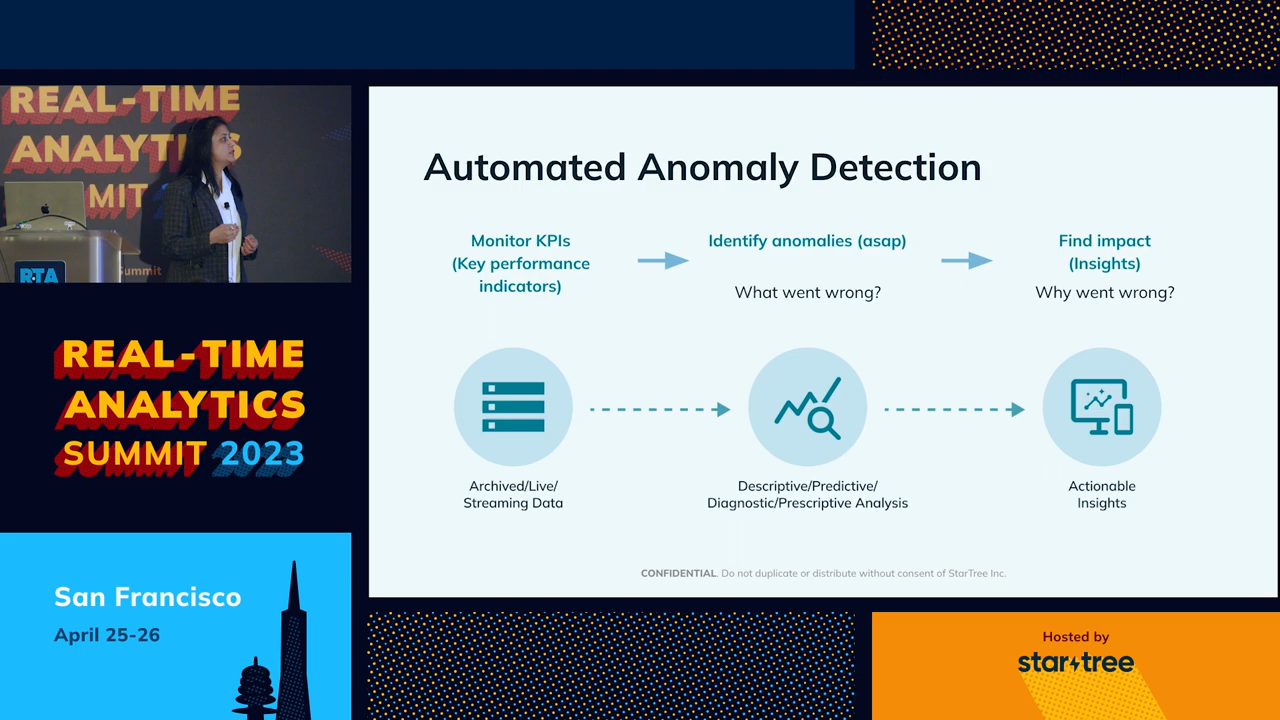 REAL-TIME
ANALYTICS
MIT
RTA
Summit
REAL-TIME
ANALYTICS
SUMMIT 2023
San Francisco
April 25-26
Automated Anomaly Detection
Monitor KPIs
(Key performance
indicators)
Identify anomalies (asap)
What went wrong?
Find impact
(Insights)
Why went wrong?
Archived/Live/
Streaming Data
Descriptive/Predictive/
Diagnostic/Prescriptive Analysis
Actionable
Insights
CONFIDENTIAL. Do not duplicate or distribute without consent of StarTree Inc.
Hosted by
startree